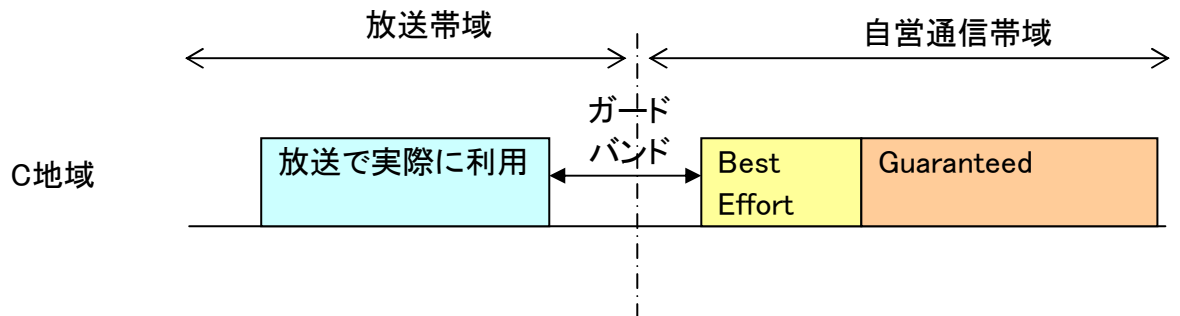 放送帯域
自営通信帯域
ガード
バンド
C地域
放送で実際に利用
Best
Effort
Guaranteed